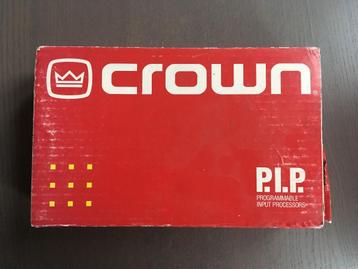 crown
P.I.P.
PROGRAMMABLE
INPUT PROCESSORS